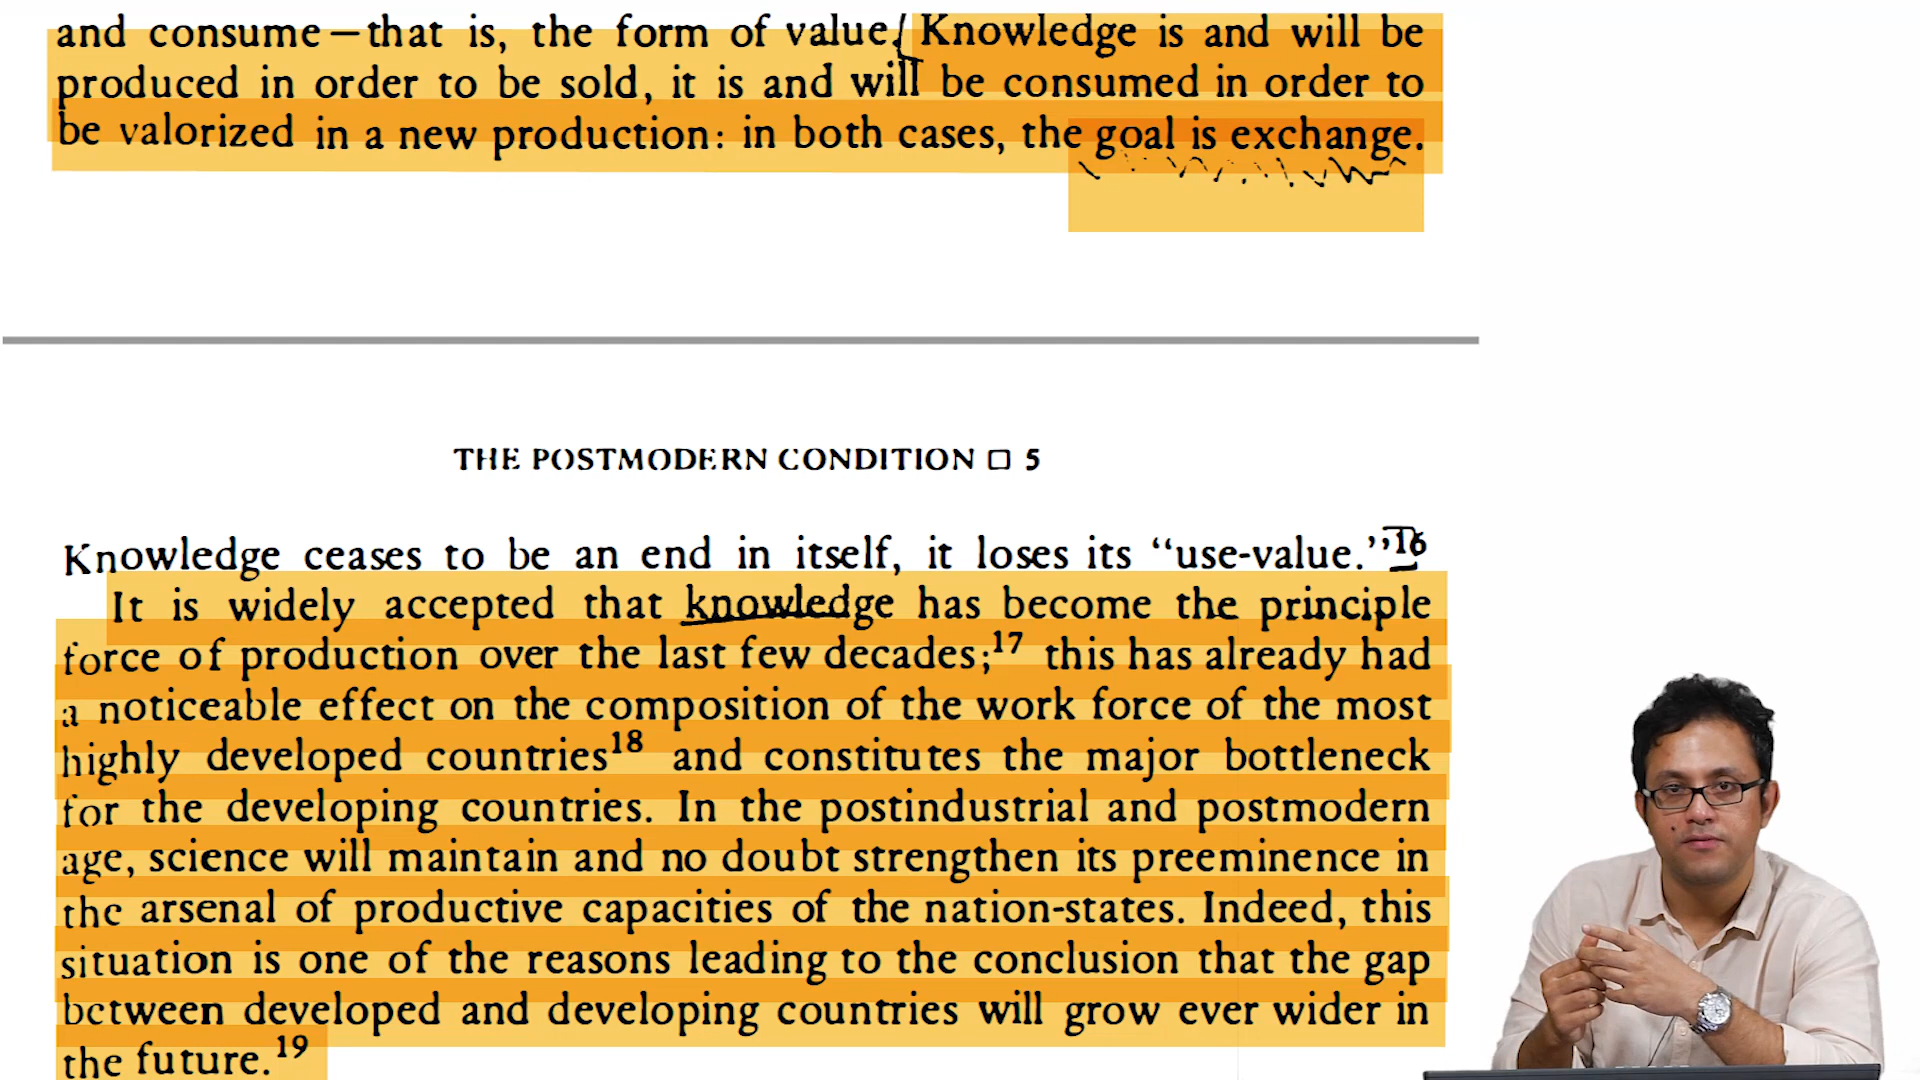 and consume—that is, the form of value. Knowledge is and will be
produced in order to be sold, it is and will be consumed in order to
be valorized in a new production: in both cases, the goal is exchange.
THE POSTMODERN CONDITION □ 5
Knowledge ceases to be an end in itself, it loses its “use-value.”16
It is widely accepted that knowledge has become the principle
force of production over the last few decades;17 this has already had
a noticeable effect on the composition of the work force of the most
highly developed countries18 and constitutes the major bottleneck
for the developing countries. In the postindustrial and postmodern
age, science will maintain and no doubt strengthen its preeminence in
the arsenal of productive capacities of the nation-states. Indeed, this
situation is one of the reasons leading to the conclusion that the gap
between developed and developing countries will grow ever wider in
the future.19